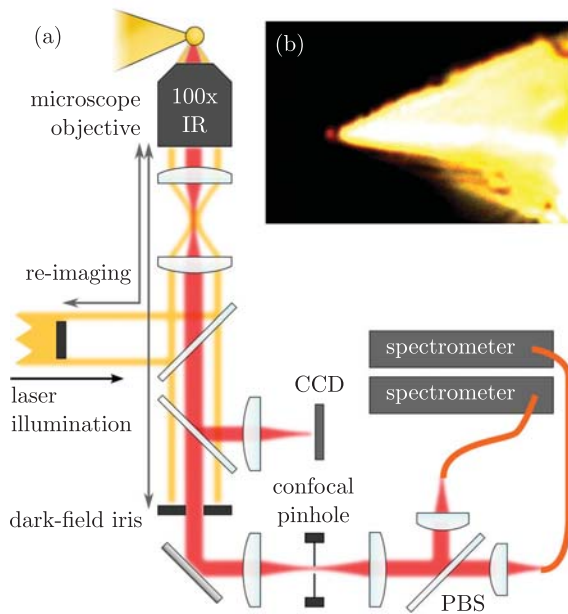 (a)
(b)
microscope
objective
100x
IR
re-imaging
laser
illumination
CCD
spectrometer
spectrometer
dark-field iris
confocal
pinhole
PBS